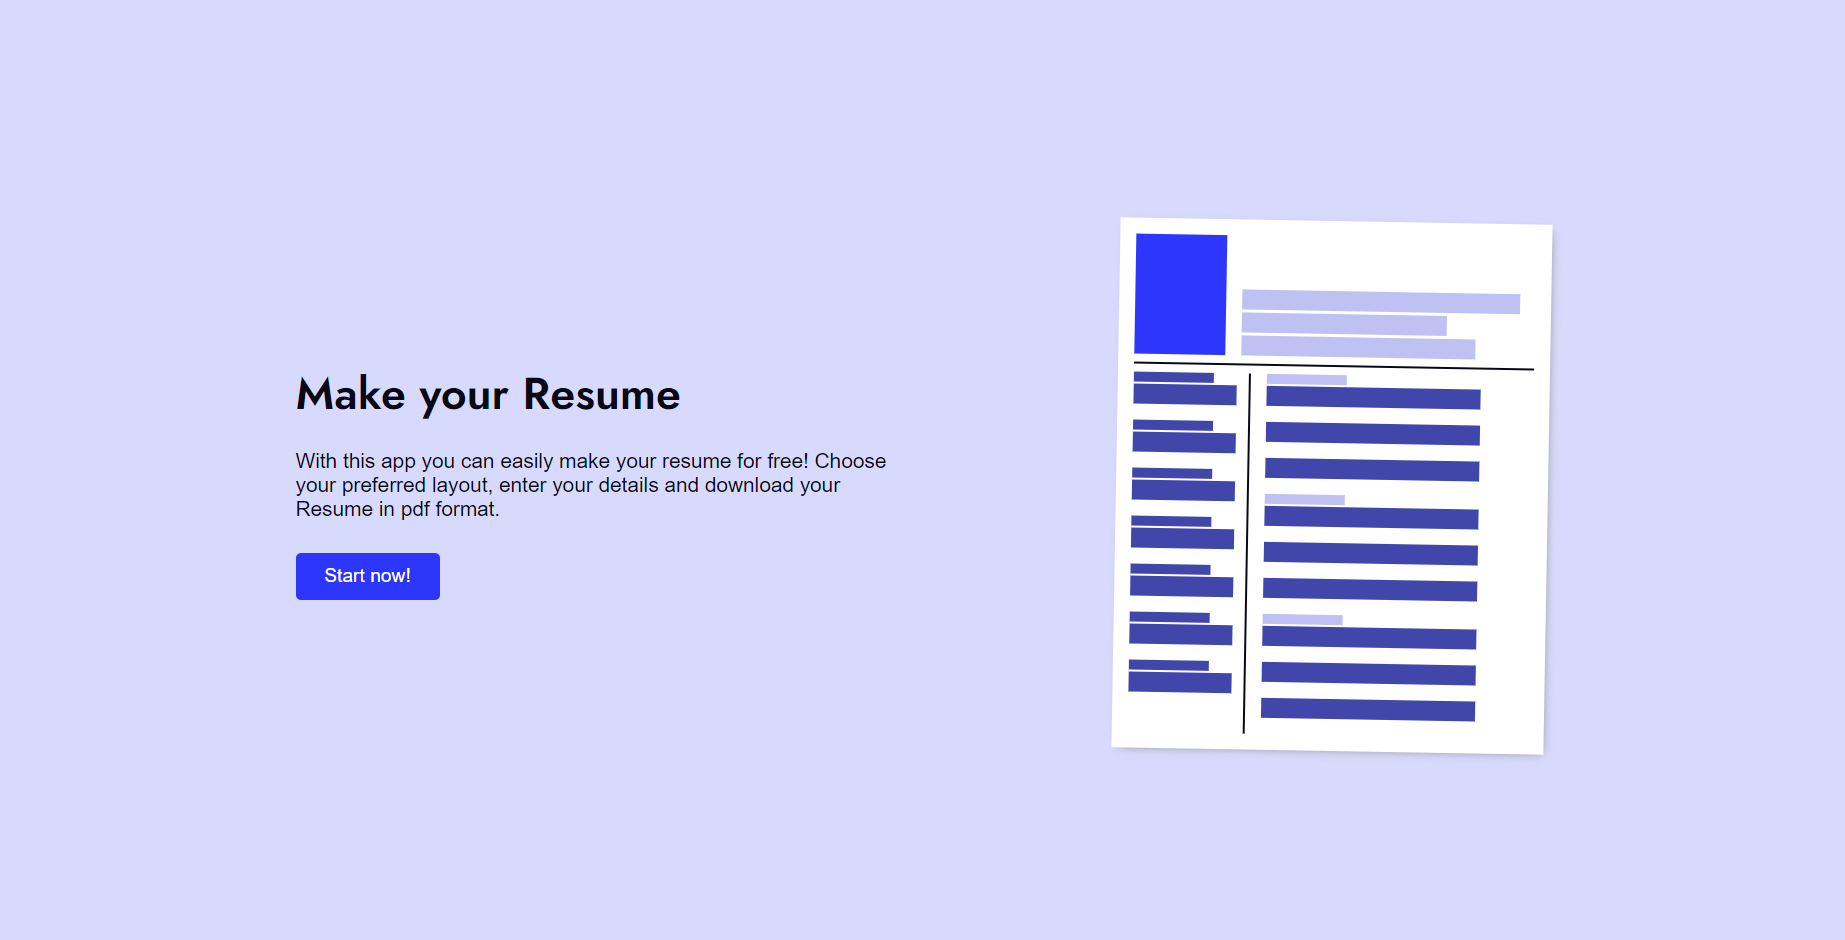 Make your Resume
With this app you can easily make your resume for free! Choose
your preferred layout, enter your details and download your
Resume in pdf format.
Start now!